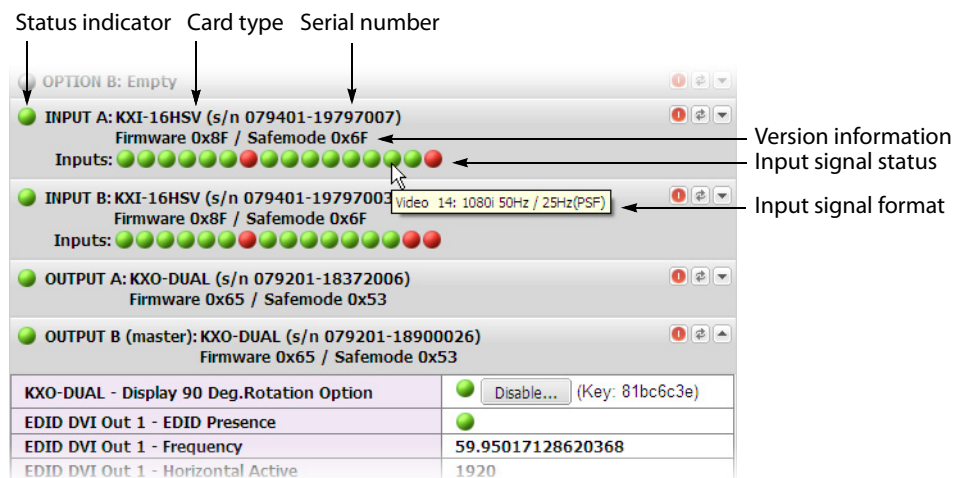 Status indicator Card type Serial number
OPTION B: Empty
INPUT A: KXI-16HSV (s/n 079401-19797007)
Firmware 0x8F / Safemode 0x6F
Version information
Inputs:
Input signal status
INPUT B: KXI-16HSV (s/n 079401-19797003
Video 14: 1080i 50Hz / 25Hz(PSF)
Input signal format
Firmware 0x8F / Safemode 0x6F
Inputs:
OUTPUT A: KXO-DUAL (s/n 079201-18372006)
Firmware 0x65 / Safemode 0x53
OUTPUT B (master): KXO-DUAL (s/n 079201-18900026)
Firmware 0x65 / Safemode 0x53
KXO-DUAL - Display 90 Deg.Rotation Option Disable... (Key: 81bc6c3e)
EDID DVI Out 1 - EDID Presence
EDID DVI Out 1 - Frequency 59.95017128620368
EDID DVI Out 1 - Horizontal Active 1920